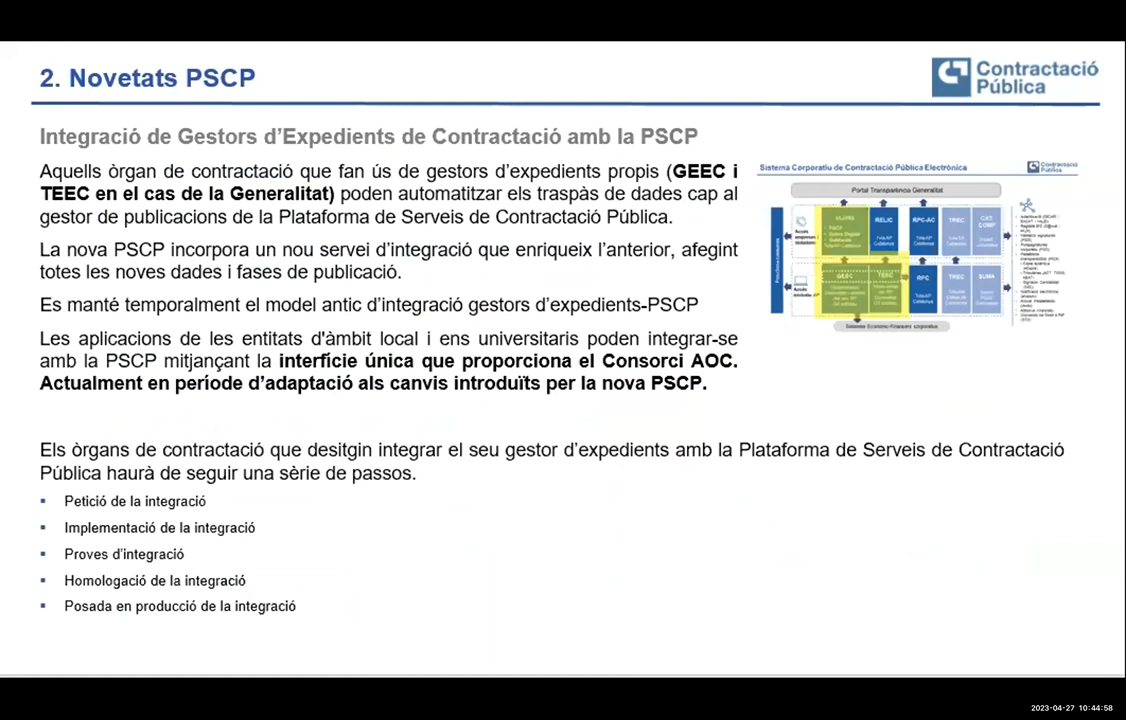 2. Novetats PSCP
Contractació
Pública
Integració de Gestors d'Expedients de Contractació amb la PSCP
Aquells òrgan de contractació que fan ús de gestors d'expedients propis (GEEC i
TEEC en el cas de la Generalitat) poden automatitzar els traspàs de dades cap al
gestor de publicacions de la Plataforma de Serveis de Contractació Pública.
La nova PSCP incorpora un nou nivel d'integració que enriqueix l'anterior, afegint
totes les noves dades i fases de publicació.
Es manté temporalment el model antic d'integració gestors d'expedients-PSCP
Les aplicacions de les entitats d'àmbit local i ens universitaris poden integrar-se
amb la PSCP mitjançant la interfície única que proporciona el Consorci AOC.
Actualment en període d'adaptació als canvis introduïts per la nova PSCP.
Sistema Corporatiu de Contractació Pública Electrònica
Contractació
Pública
Portal Transparència Generalitat
RELIC
RPC-AC
TREC
CAT
COMP
GEEC
TEEC
RPC
TREC
Sistema Econòmic-Financer corporatiu
Els òrgans de contractació que desitgin integrar el seu gestor d'expedients amb la Plataforma de Serveis de Contractació
Pública haurà de seguir una sèrie de passos.
▪ Petició de la integració
▪ Implementació de la integració
▪ Proves d'integració
▪ Homologació de la integració
▪ Posada en producció de la integració
2023-04-27 10:44:58